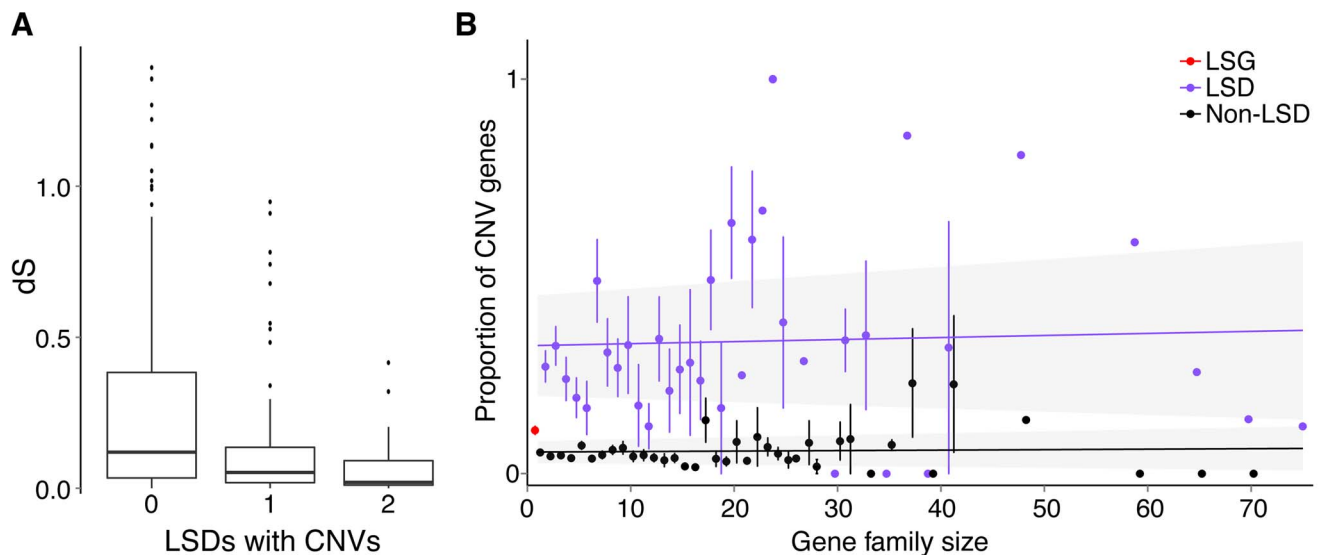 A
dS
1.0
0.5
0.0
0 1 2
LSDs with CNVs
B
Proportion of CNV genes
1
0
0 10 20 30 40 50 60 70
Gene family size
LSG
LSD
Non-LSD